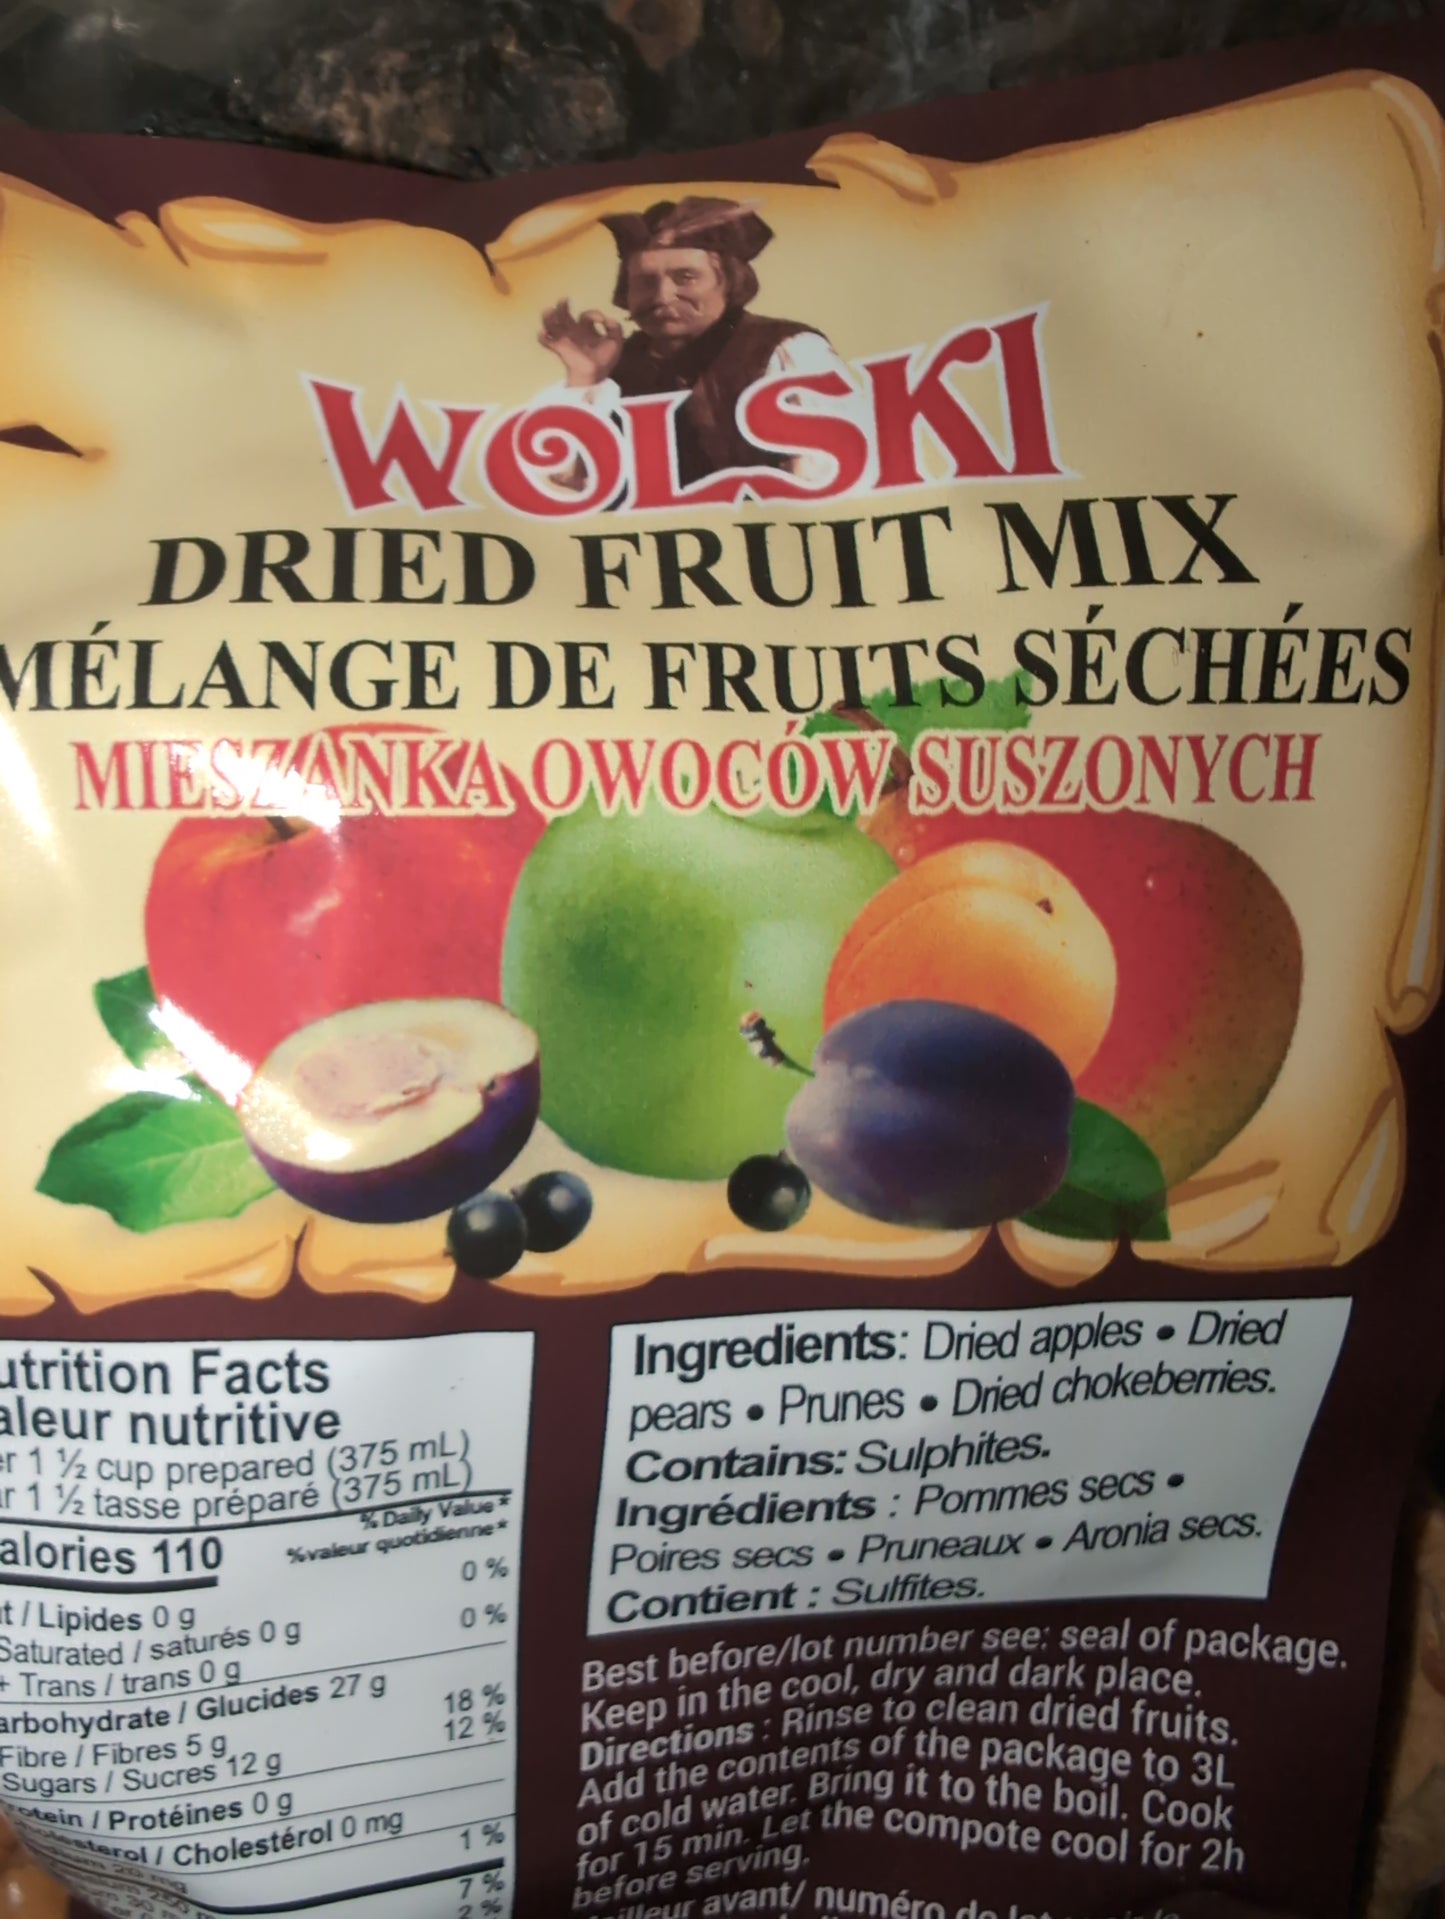 WOLSKI
DRIED FRUIT MIX
MÉLANGE DE FRUITS SÉCHÉES
MIESZANKA OWOCÓW SUSZONYCH
utrition Facts
aleur nutritive
er 1 ½ cup prepared (375 mL)
ur 1 ½ tasse préparé (375 mL)
% Daily Value*
alories 110
% valeur quotidienne*
t / Lipides 0 g 0 %
Saturated / saturés 0 g 0 %
+ Trans / trans 0 g
arbohydrate / Glucides 27 g
Fibre / Fibres 5 g 18 %
Sugars / Sucres 12 g 12 %
otein / Protéines 0 g
olesterol / Cholestérol 0 mg
1 %
7 %
2 %
Ingredients: Dried apples • Dried
pears • Prunes • Dried chokeberries.
Contains: Sulphites.
Ingrédients : Pommes secs •
Poires secs • Pruneaux • Aronia secs.
Contient : Sulfites.
Best before/lot number see: seal of package.
Keep in the cool, dry and dark place.
Directions : Rinse to clean dried fruits.
Add the contents of the package to 3L
of cold water. Bring it to the boil. Cook
for 15 min. Let the compote cool for 2h
before serving.
illeur avant/ numéro de